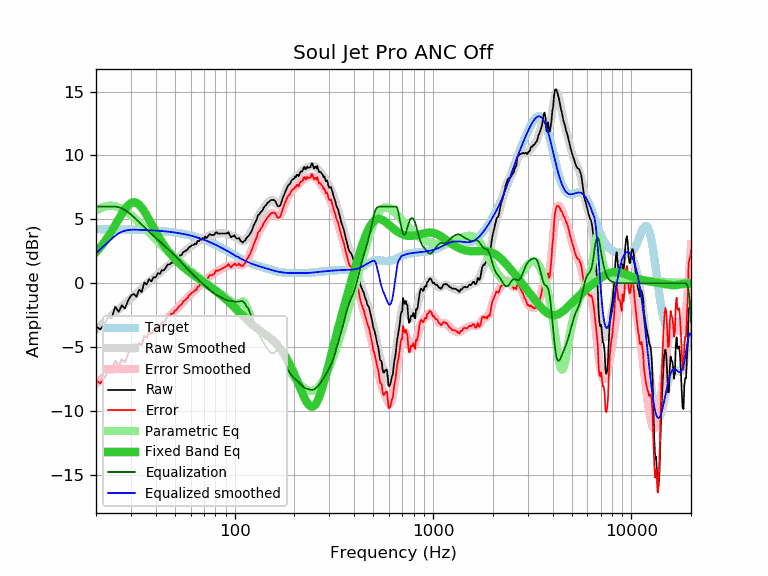 Soul Jet Pro ANC Off
15
10
5
0
−5
−10
−15
Amplitude (dBr)
Target
Raw Smoothed
Error Smoothed
Raw
Error
Parametric Eq
Fixed Band Eq
Equalization
Equalized smoothed
100 1000 10000
Frequency (Hz)